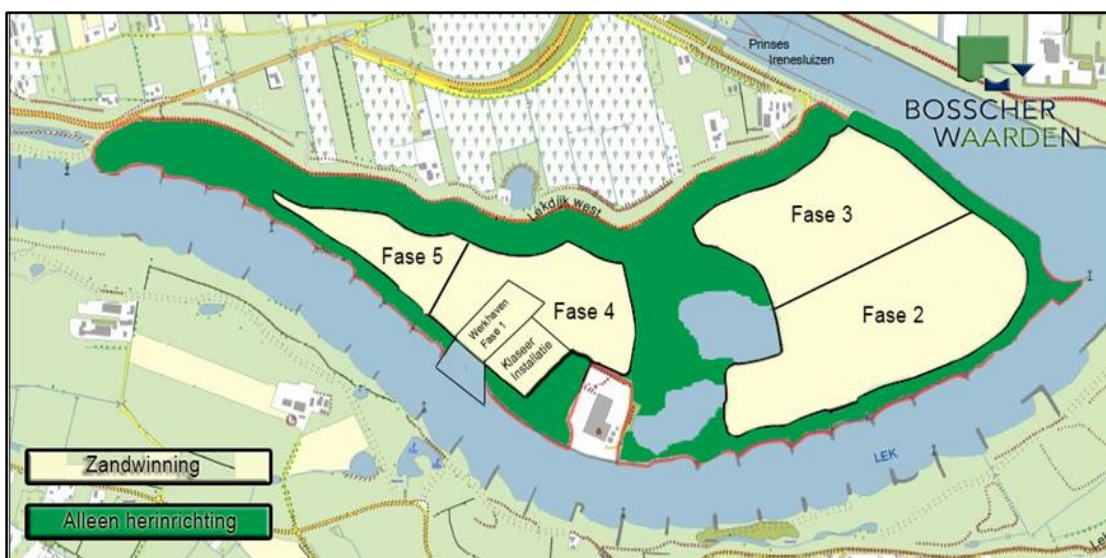 Prinses
Irenesluizen
BOSSCHER
WAARDEN
Lekdijk West
Fase 3
Fase 5
Fase 4
Fase 2
Werkhaven
Fase 1
Klaseer
Installatie
LEK
Zandwinning
Alleen herinrichting